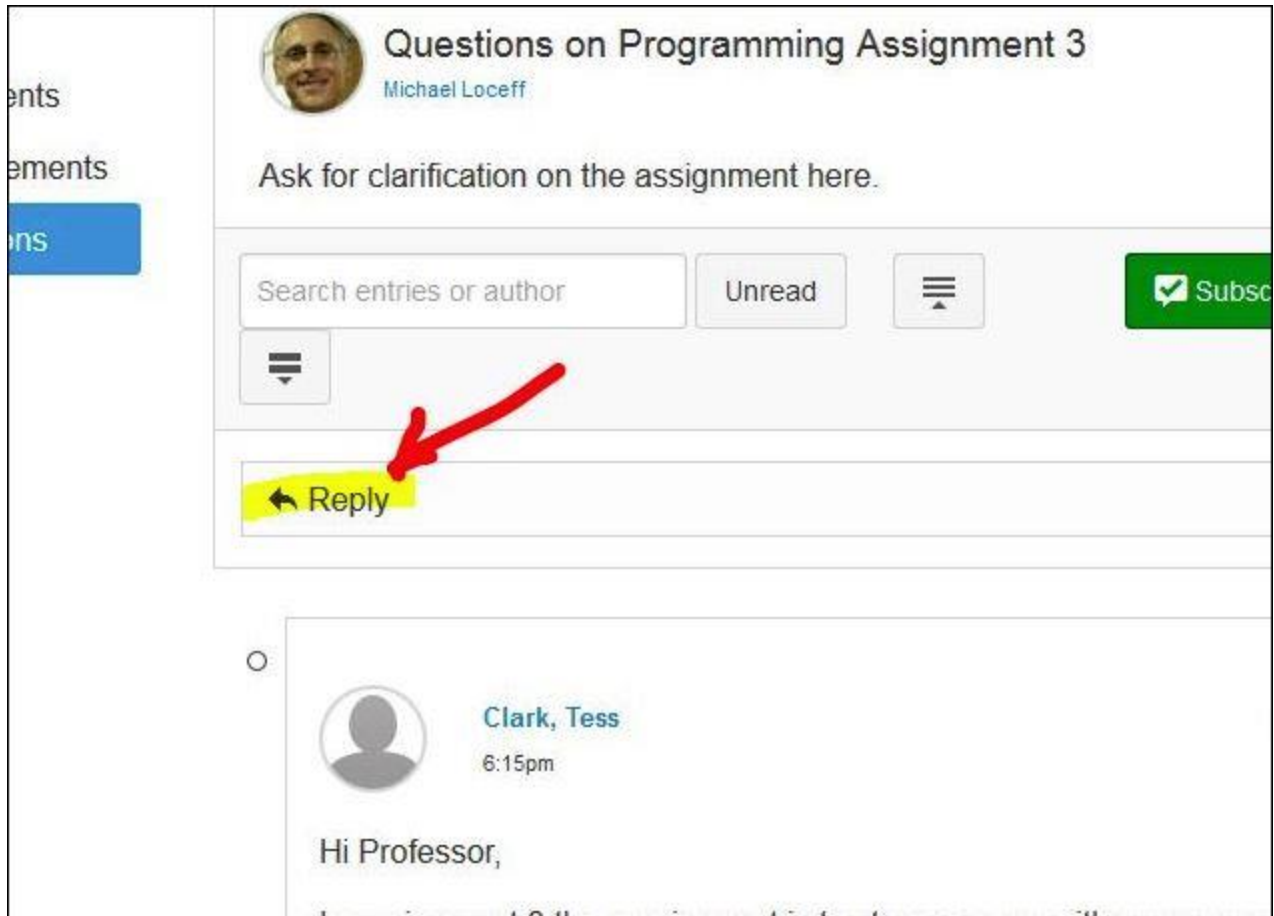 Questions on Programming Assignment 3
Michael Loceff
ents
ements
Ask for clarification on the assignment here.
ons
Search entries or author
Unread
Subsc
Reply
Clark, Tess
6:15pm
Hi Professor,